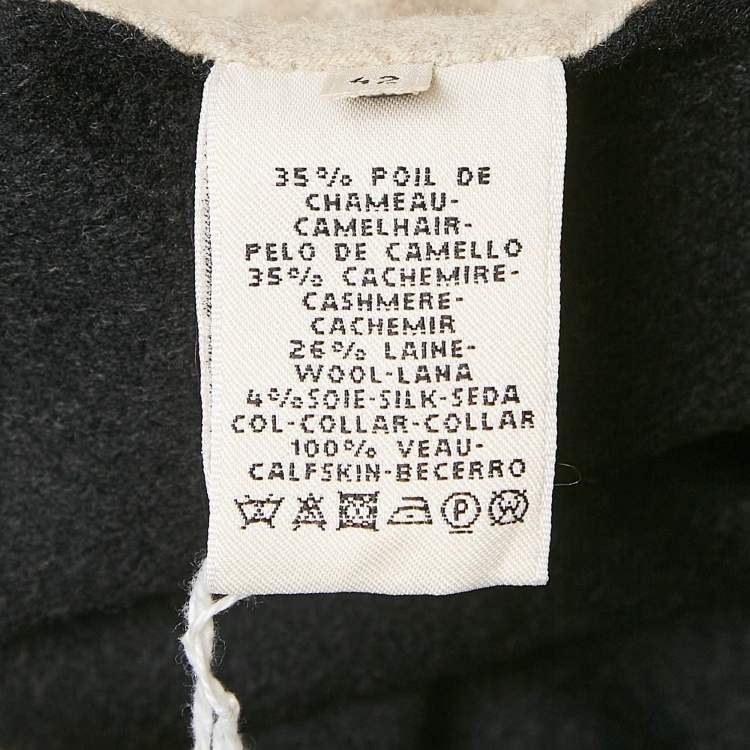 42
35% POIL DE
CHAMEAU-
CAMELHAIR-
PELO DE CAMELLO
35% CACHEMIRE-
CASHMERE-
CACHEMIR
26% LAINE-
WOOL-LANA
4%SOIE-SILK-SEDA
COL-COLLAR-COLLAR
100% VEAU-
CALFSKIN-BECERRO
P W